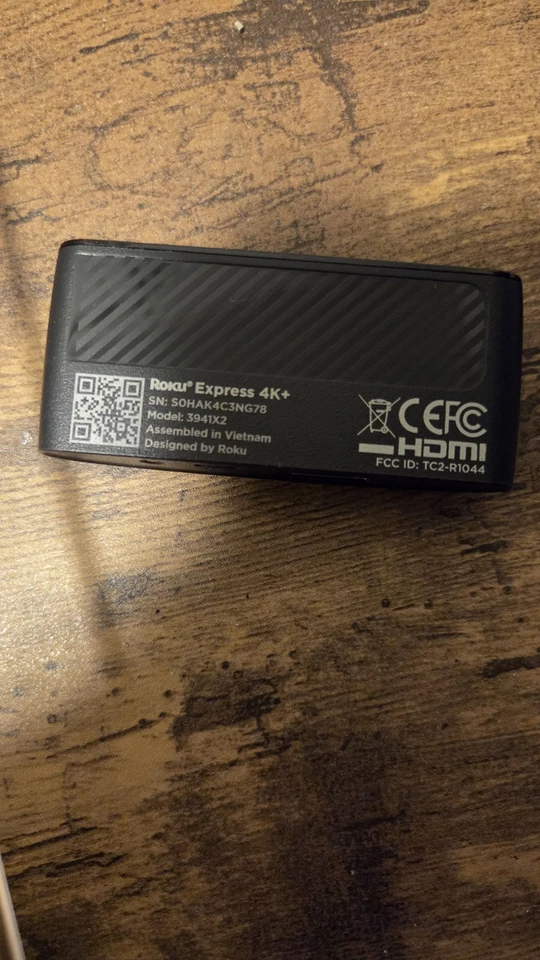 Roku® Express 4K+
SN: S0HAK4C3NG78
Model: 3941X2
Assembled in Vietnam
Designed by Roku
CE FC
HDMI
FCC ID: TC2-R1044